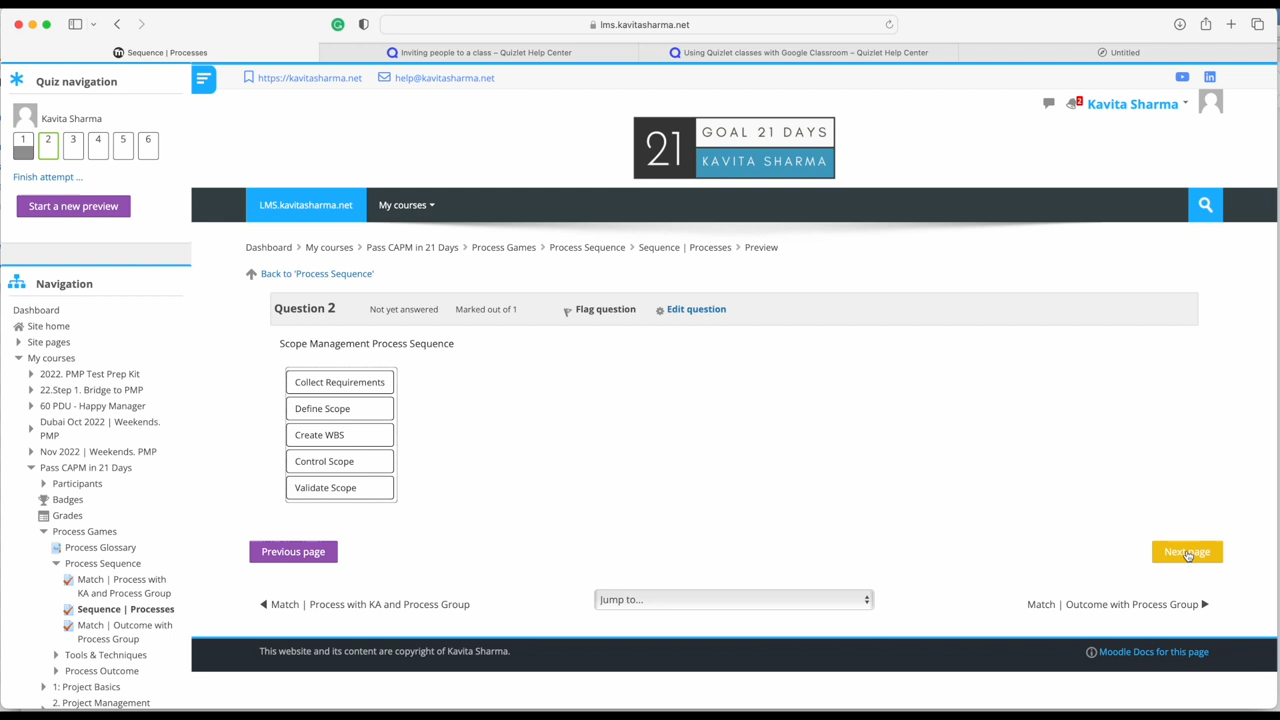 lms.kavitasharma.net
Sequence | Processes
Inviting people to a class – Quizlet Help Center
Using Quizlet classes with Google Classroom – Quizlet Help Center
Untitled
Quiz navigation
Kavita Sharma
1 2 3 4 5 6
Finish attempt ...
Start a new preview
Navigation
Dashboard
Site home
Site pages
My courses
2022. PMP Test Prep Kit
22.Step 1. Bridge to PMP
60 PDU - Happy Manager
Dubai Oct 2022 | Weekends.
PMP
Nov 2022 | Weekends. PMP
Pass CAPM in 21 Days
Participants
Badges
Grades
Process Games
Process Glossary
Process Sequence
Match | Process with
KA and Process Group
Sequence | Processes
Match | Outcome with
Process Group
Tools & Techniques
Process Outcome
1: Project Basics
2. Project Management
https://kavitasharma.net
help@kavitasharma.net
2
Kavita Sharma
21
GOAL 21 DAYS
KAVITA SHARMA
LMS.kavitasharma.net
My courses
Dashboard > My courses > Pass CAPM in 21 Days > Process Games > Process Sequence > Sequence | Processes > Preview
Back to 'Process Sequence'
Question 2 Not yet answered Marked out of 1 Flag question Edit question
Scope Management Process Sequence
Collect Requirements
Define Scope
Create WBS
Control Scope
Validate Scope
Previous page
Next page
◀ Match | Process with KA and Process Group
Jump to...
Match | Outcome with Process Group ▶
This website and its content are copyright of Kavita Sharma.
Moodle Docs for this page